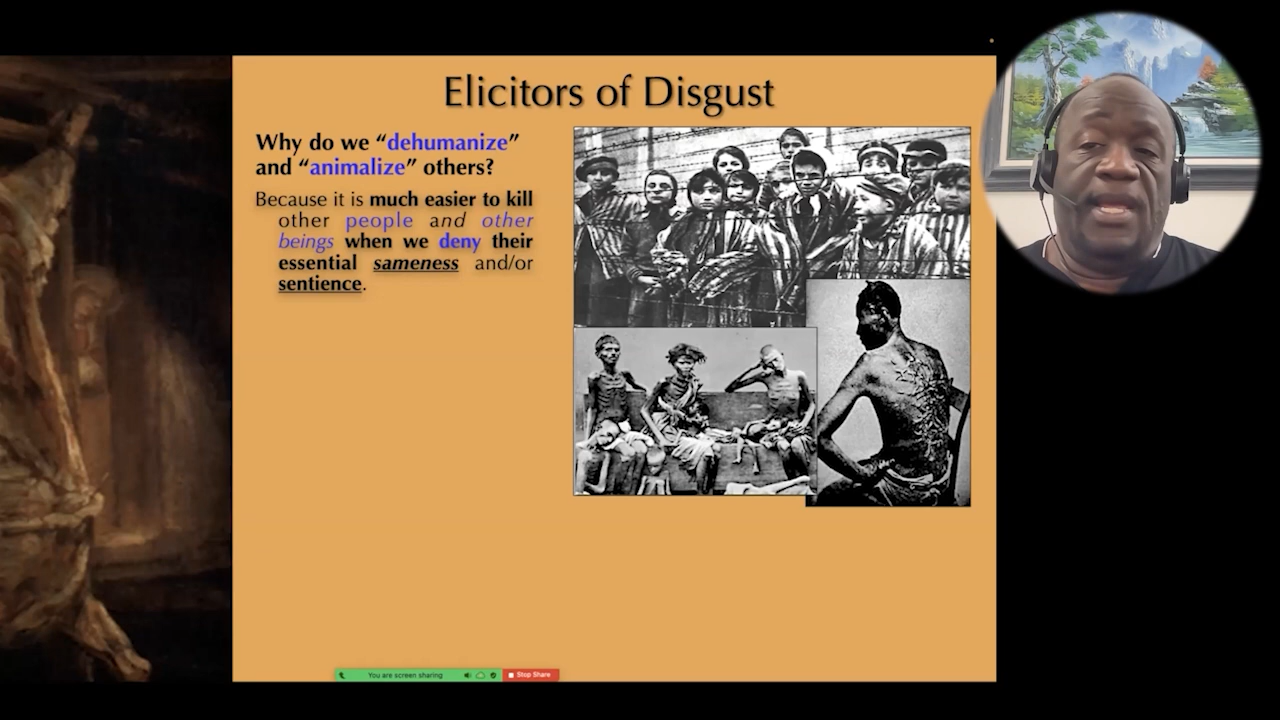 Elicitors of Disgust
Why do we “dehumanize”
and “animalize” others?
Because it is much easier to kill
other people and other
beings when we deny their
essential sameness and/or
sentience.
You are screen sharing
Stop Share